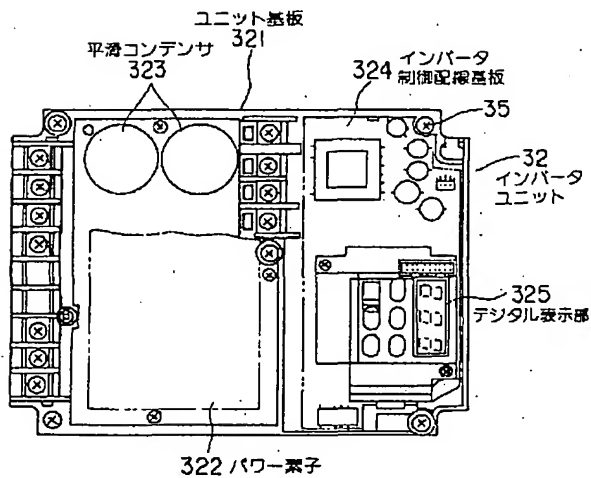 ユニット基板
321
平滑コンデンサ
323
インバータ
324 制御配線基板
35
32
インバータ
ユニット
325
デジタル表示部
322 パワー素子